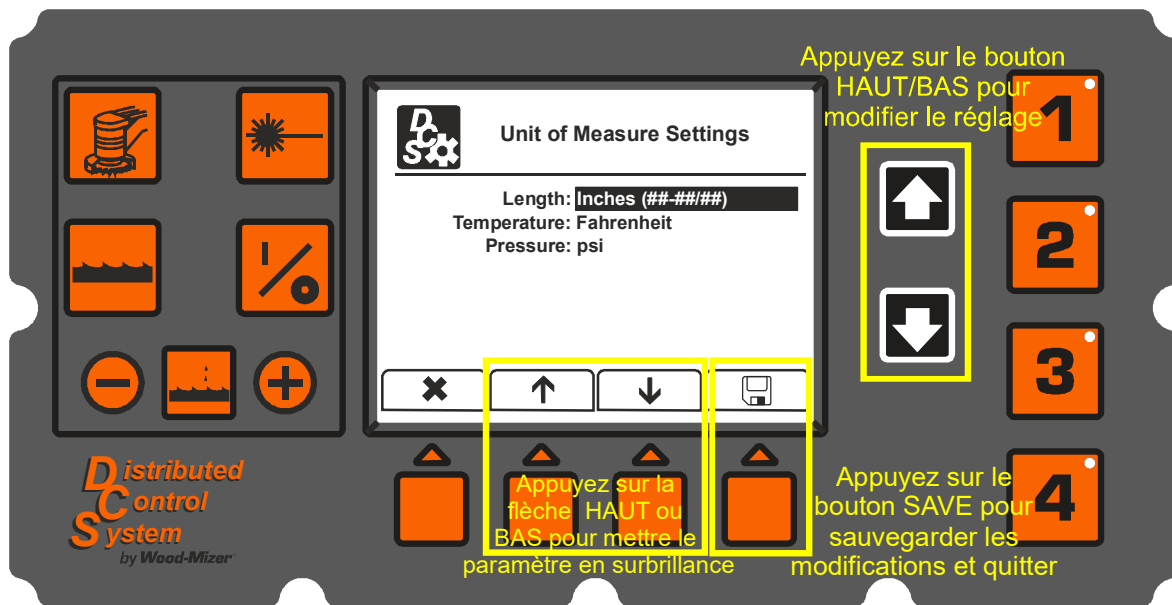 Appuyez sur le bouton
HAUT/BAS pour
modifier le réglage
1
Unit of Measure Settings
DCS
Length: Inches (##-##/##)
Temperature: Fahrenheit
Pressure: psi
2
3
4
Distributed
Control
System
by Wood-Mizer
Appuyez sur la
flèche HAUT ou
BAS pour mettre le
paramètre en surbrillance
Appuyez sur le
bouton SAVE pour
sauvegarder les
modifications et quitter